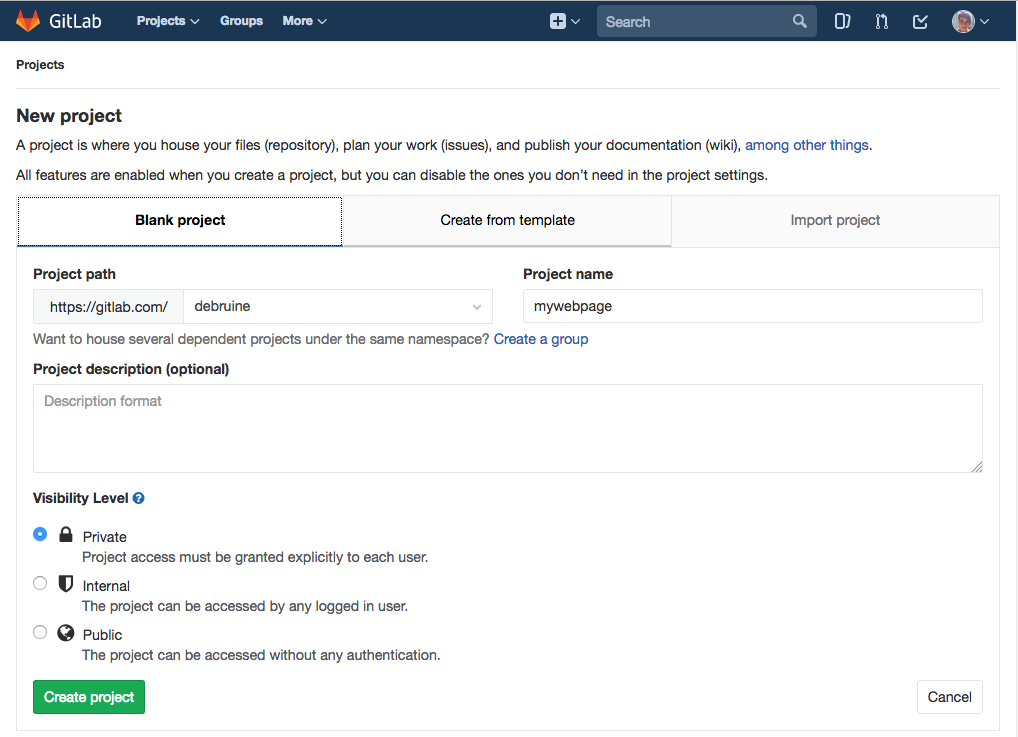 GitLab Projects Groups More Search
Projects
New project
A project is where you house your files (repository), plan your work (issues), and publish your documentation (wiki), among other things.
All features are enabled when you create a project, but you can disable the ones you don’t need in the project settings.
Blank project Create from template Import project
Project path Project name
https://gitlab.com/ debruine mywebpage
Want to house several dependent projects under the same namespace? Create a group
Project description (optional)
Description format
Visibility Level ?
Private
Project access must be granted explicitly to each user.
Internal
The project can be accessed by any logged in user.
Public
The project can be accessed without any authentication.
Create project Cancel